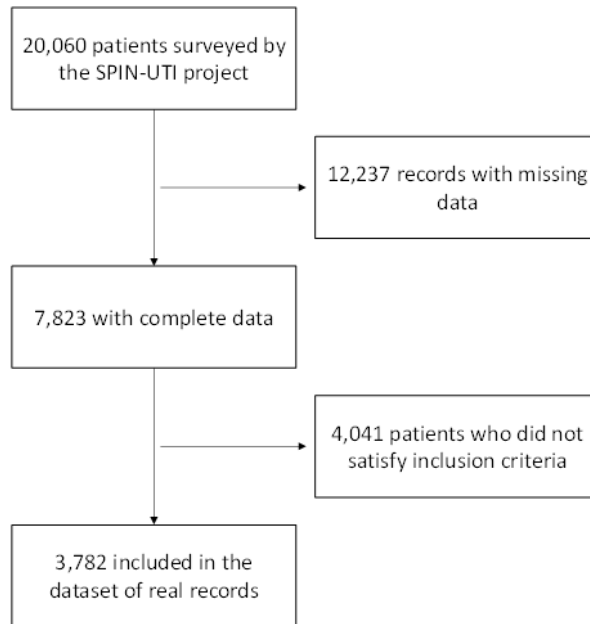 20,060 patients surveyed by
the SPIN-UTI project
12,237 records with missing
data
7,823 with complete data
4,041 patients who did not
satisfy inclusion criteria
3,782 included in the
dataset of real records